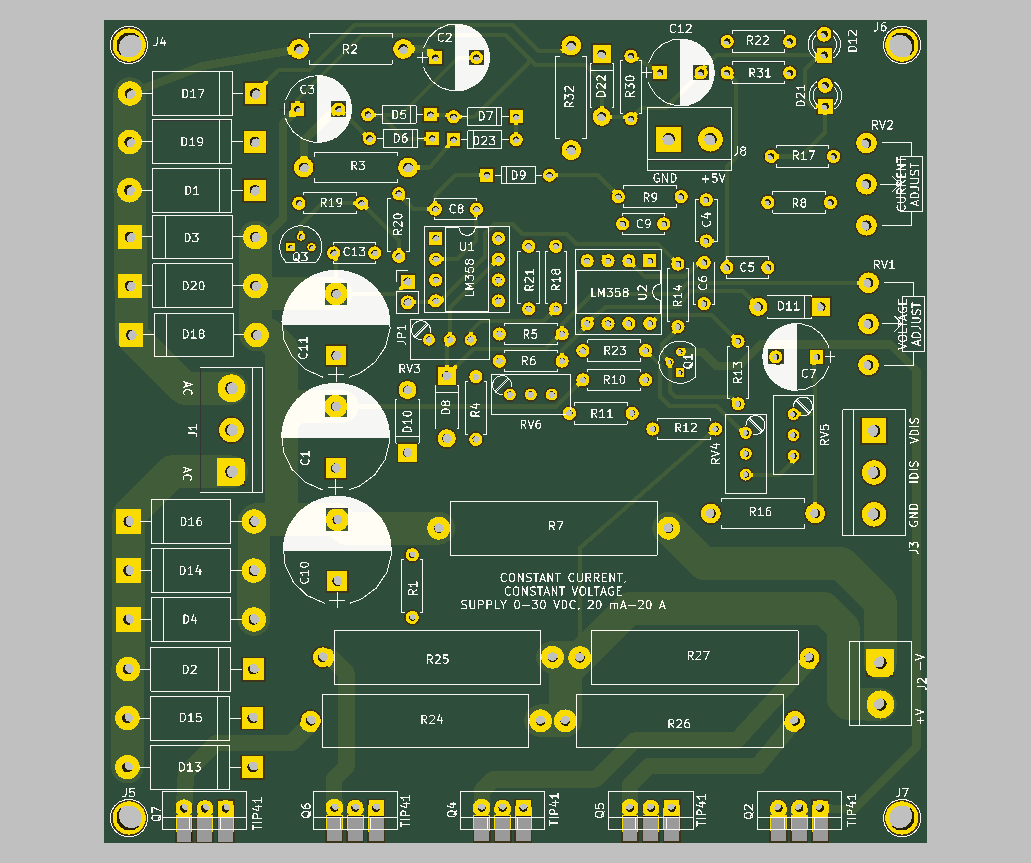 J4
R2
C2
C12
R22
D12
J6
D17
C3
R32
D22
R30
R31
D21
D5
D7
RV2
D19
D6
D23
J8
R3
R17
CURRENT
ADJUST
D1
D9
GND
+5V
R19
R20
C8
R9
C4
R8
D3
Q3
C13
U1
LM358
C9
D20
R21
R18
LM358
U2
R14
C6
C5
RV1
VOLTAGE
ADJUST
D11
D18
C11
JP1
R5
R23
Q1
R6
R13
C7
RV3
AC
D8
R4
R10
J1
C1
D10
RV6
R11
R12
RV4
RV5
VDIS
AC
IDIS
D16
R7
R16
GND
J3
D14
C10
R1
CONSTANT CURRENT,
CONSTANT VOLTAGE
SUPPLY 0-30 VDC, 20 mA-20 A
D4
D2
R25
R27
-V
J2
D15
R24
R26
+V
D13
J5
J7
Q7
TIP41
Q6
TIP41
Q4
TIP41
Q5
TIP41
Q2
TIP41